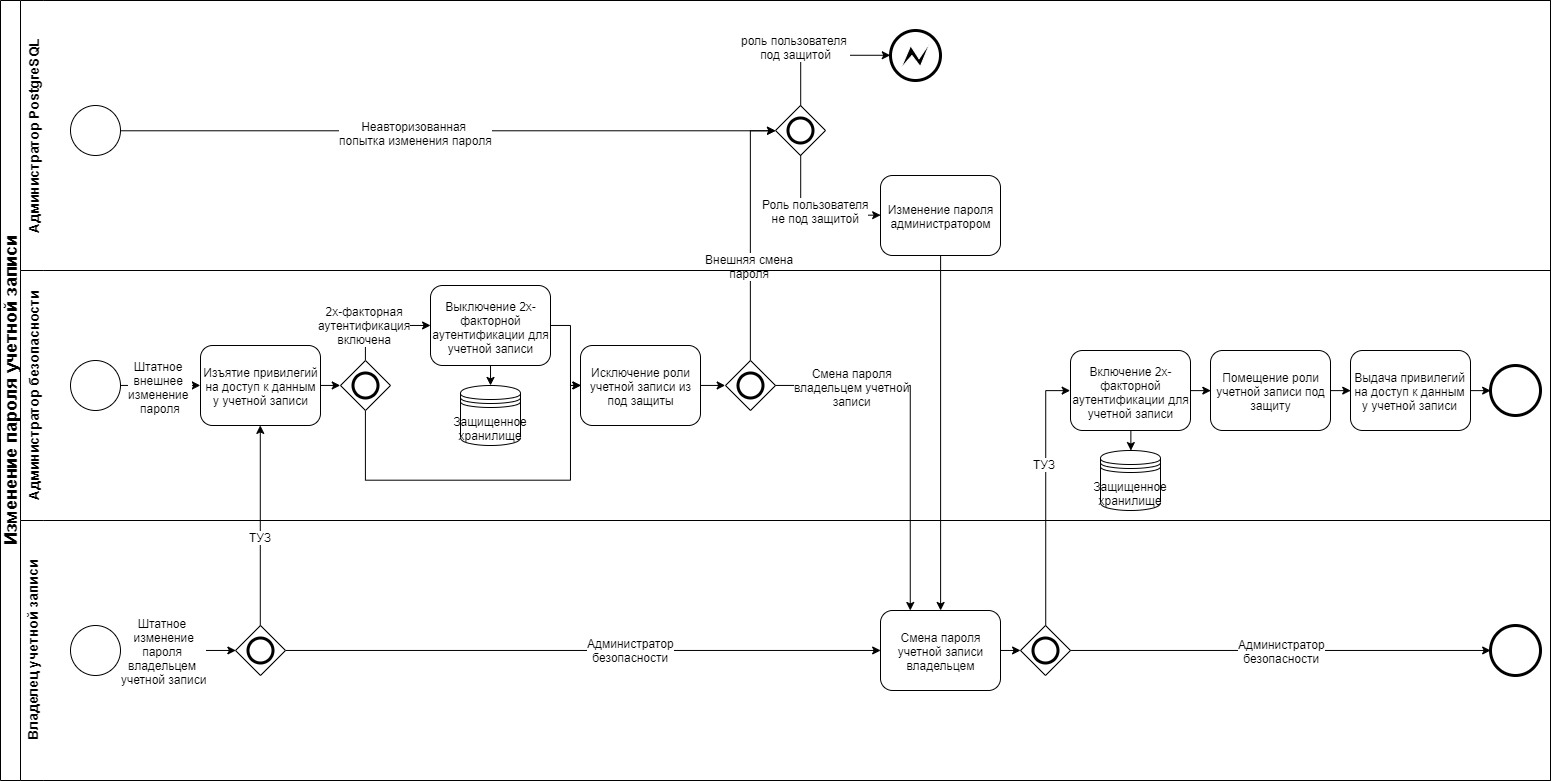 Изменение пароля учетной записи
Администратор PostgreSQL
роль пользователя
под защитой
Неавторизованная
попытка изменения пароля
Роль пользователя
не под защитой
Изменение пароля
администратором
Внешняя смена
пароля
Администратор безопасности
Штатное
внешнее
изменение
пароля
Изъятие привилегий
на доступ к данным
у учетной записи
2х-факторная
аутентификация
включена
Выключение 2х-
факторной
аутентификации для
учетной записи
Защищенное
хранилище
Исключение роли
учетной записи из
под защиты
Смена пароля
владельцем учетной
записи
Включение 2х-
факторной
аутентификации для
учетной записи
Защищенное
хранилище
Помещение роли
учетной записи под
защиту
Выдача привилегий
на доступ к данным
у учетной записи
ТУЗ
ТУЗ
Владелец учетной записи
Штатное
изменение
пароля
владельцем
учетной записи
Администратор
безопасности
Смена пароля
учетной записи
владельцем
Администратор
безопасности